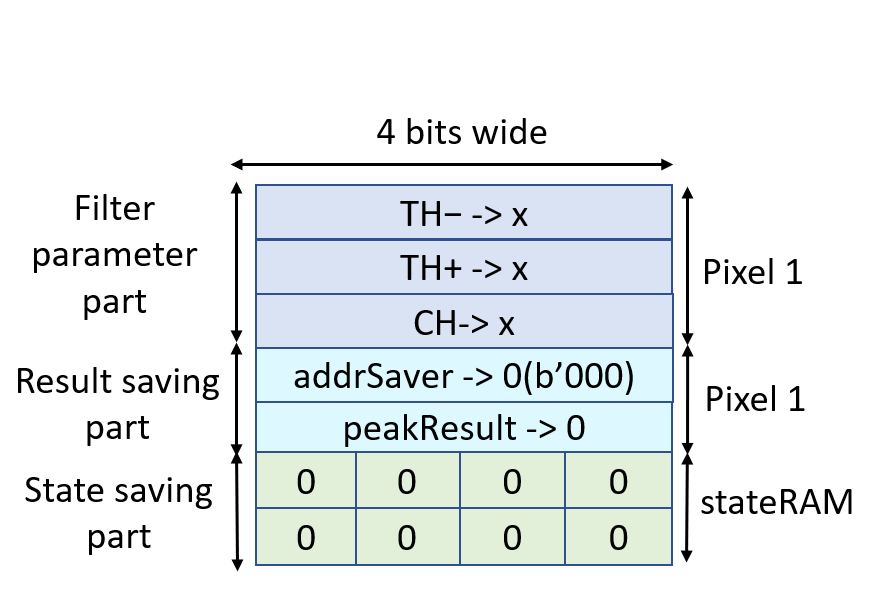 4 bits wide
Filter
parameter
part
TH− -> x
TH+ -> x
CH-> x
Pixel 1
Result saving
part
addrSaver -> 0(b’000)
peakResult -> 0
Pixel 1
State saving
part
0 0 0 0
0 0 0 0
stateRAM